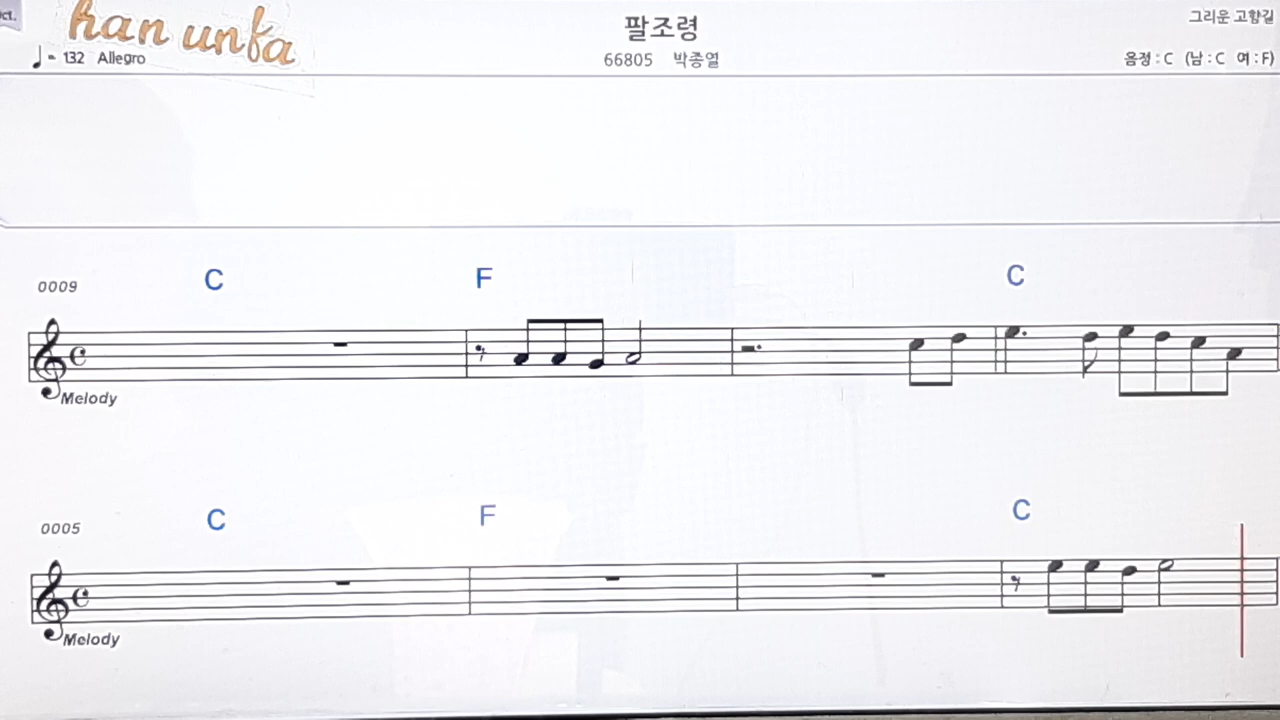 ct.
han unfa
♩= 132 Allegro
팔조령
66805 박종열
그리운 고향길
음정 : C (남 : C 여 : F)
0009
C F C
Melody
0005
C F C
Melody